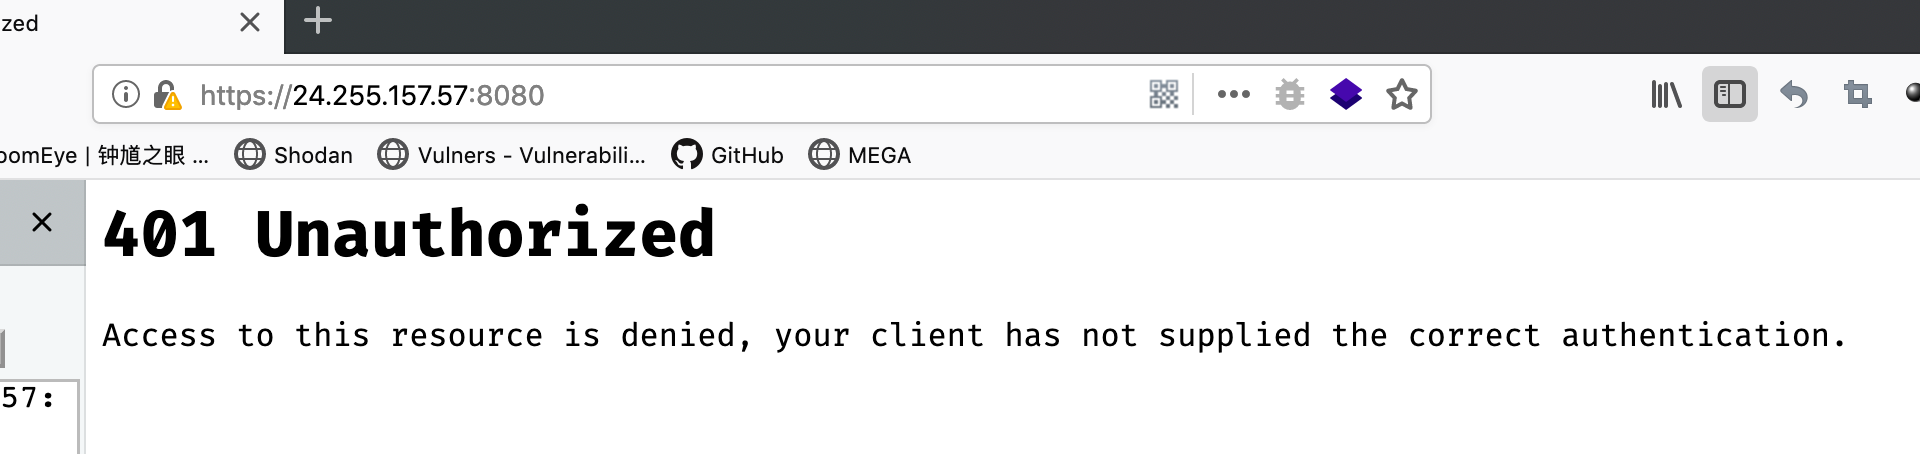 zed
https://24.255.157.57:8080
oomEye | 钟馗之眼 ... Shodan Vulners - Vulnerabili... GitHub MEGA
401 Unauthorized
Access to this resource is denied, your client has not supplied the correct authentication.
57: